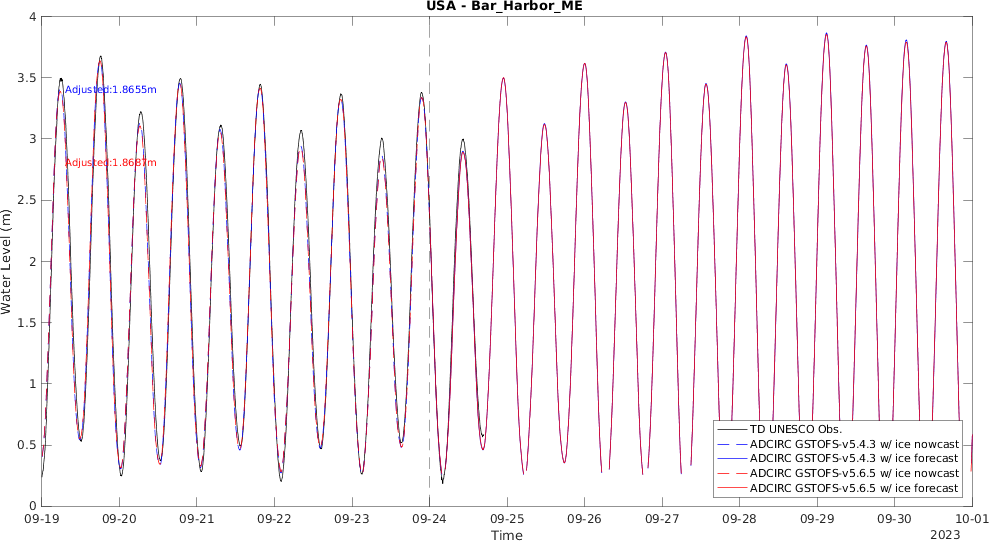 USA - Bar_Harbor_ME
4
3.5
3
2.5
2
1.5
1
0.5
0
Water Level (m)
Adjusted:1.8655m
Adjusted:1.8687m
TD UNESCO Obs.
ADCIRC GSTOFS-v5.4.3 w/ ice nowcast
ADCIRC GSTOFS-v5.4.3 w/ ice forecast
ADCIRC GSTOFS-v5.6.5 w/ ice nowcast
ADCIRC GSTOFS-v5.6.5 w/ ice forecast
09-19 09-20 09-21 09-22 09-23 09-24 09-25 09-26 09-27 09-28 09-29 09-30 10-01
Time
2023